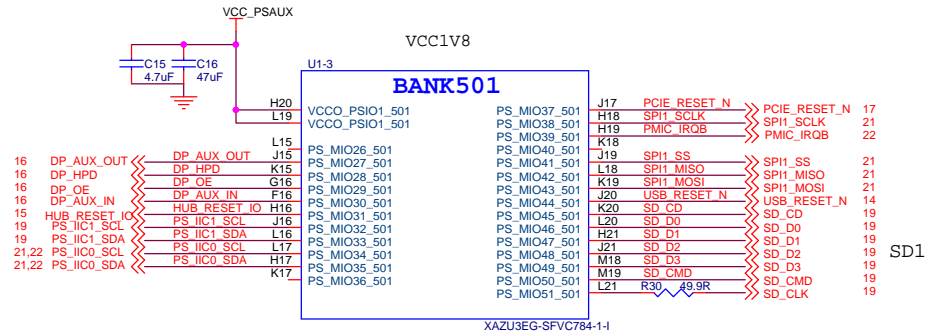 VCC_PSAUX
VCC1V8
C15
4.7uF
C16
47uF
U1-3
BANK501
H20 VCCO_PSIO1_501
L19 VCCO_PSIO1_501
L15 PS_MIO26_501
16 DP_AUX_OUT DP_AUX_OUT J15 PS_MIO27_501
16 DP_HPD DP_HPD K15 PS_MIO28_501
16 DP_OE DP_OE G16 PS_MIO29_501
16 DP_AUX_IN DP_AUX_IN F16 PS_MIO30_501
15 HUB_RESET_IO HUB_RESET_IO H16 PS_MIO31_501
19 PS_IIC1_SCL PS_IIC1_SCL J16 PS_MIO32_501
19 PS_IIC1_SDA PS_IIC1_SDA L16 PS_MIO33_501
21,22 PS_IIC0_SCL PS_IIC0_SCL L17 PS_MIO34_501
21,22 PS_IIC0_SDA PS_IIC0_SDA H17 PS_MIO35_501
K17 PS_MIO36_501
PS_MIO37_501 J17 PCIE_RESET_N PCIE_RESET_N 17
PS_MIO38_501 H18 SPI1_SCLK SPI1_SCLK 21
PS_MIO39_501 H19 PMIC_IRQB PMIC_IRQB 22
PS_MIO40_501 K18
PS_MIO41_501 J19 SPI1_SS SPI1_SS 21
PS_MIO42_501 L18 SPI1_MISO SPI1_MISO 21
PS_MIO43_501 K19 SPI1_MOSI SPI1_MOSI 21
PS_MIO44_501 J20 USB_RESET_N USB_RESET_N 14
PS_MIO45_501 K20 SD_CD SD_CD 19
PS_MIO46_501 L20 SD_D0 SD_D0 19
PS_MIO47_501 H21 SD_D1 SD_D1 19
PS_MIO48_501 J21 SD_D2 SD_D2 19
PS_MIO49_501 M18 SD_D3 SD_D3 19
PS_MIO50_501 M19 SD_CMD SD_CMD 19
PS_MIO51_501 L21 R30 49.9R SD_CLK 19
SD1
XAZU3EG-SFVC784-1-I